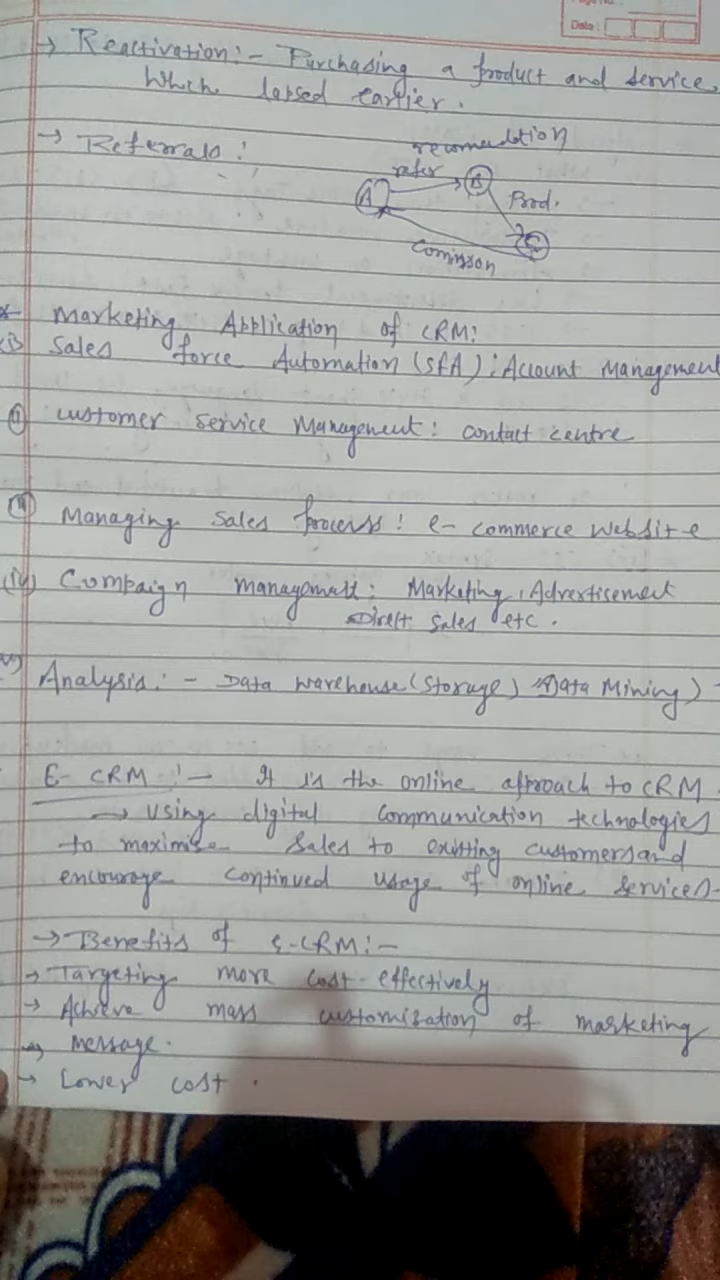 Date :
→ Reactivation :- Purchasing a product and service,
which lapsed earlier.
→ Referrals :
recomendation
refer
A
B
Prod.
C
Comisson
* Marketing Application of CRM:
(i) Sales force Automation (SFA) : Account Management
(ii) customer service Management : contact centre
(iii) Managing Sales Process : e-commerce website
(iv) Compaign management : Marketing, Advertisement
Direct sales etc.
(v) Analysis :- Data warehouse (Storage) Data Mining)
E-CRM :- It is the online approach to CRM.
→ using digital communication technologies
to maximise sales to existing customers and
encourage continued usage of online services-
→ Benefits of E-CRM :-
→ Targeting more cost-effectively
→ Achieve mass customization of marketing
→ message.
→ Lower cost.